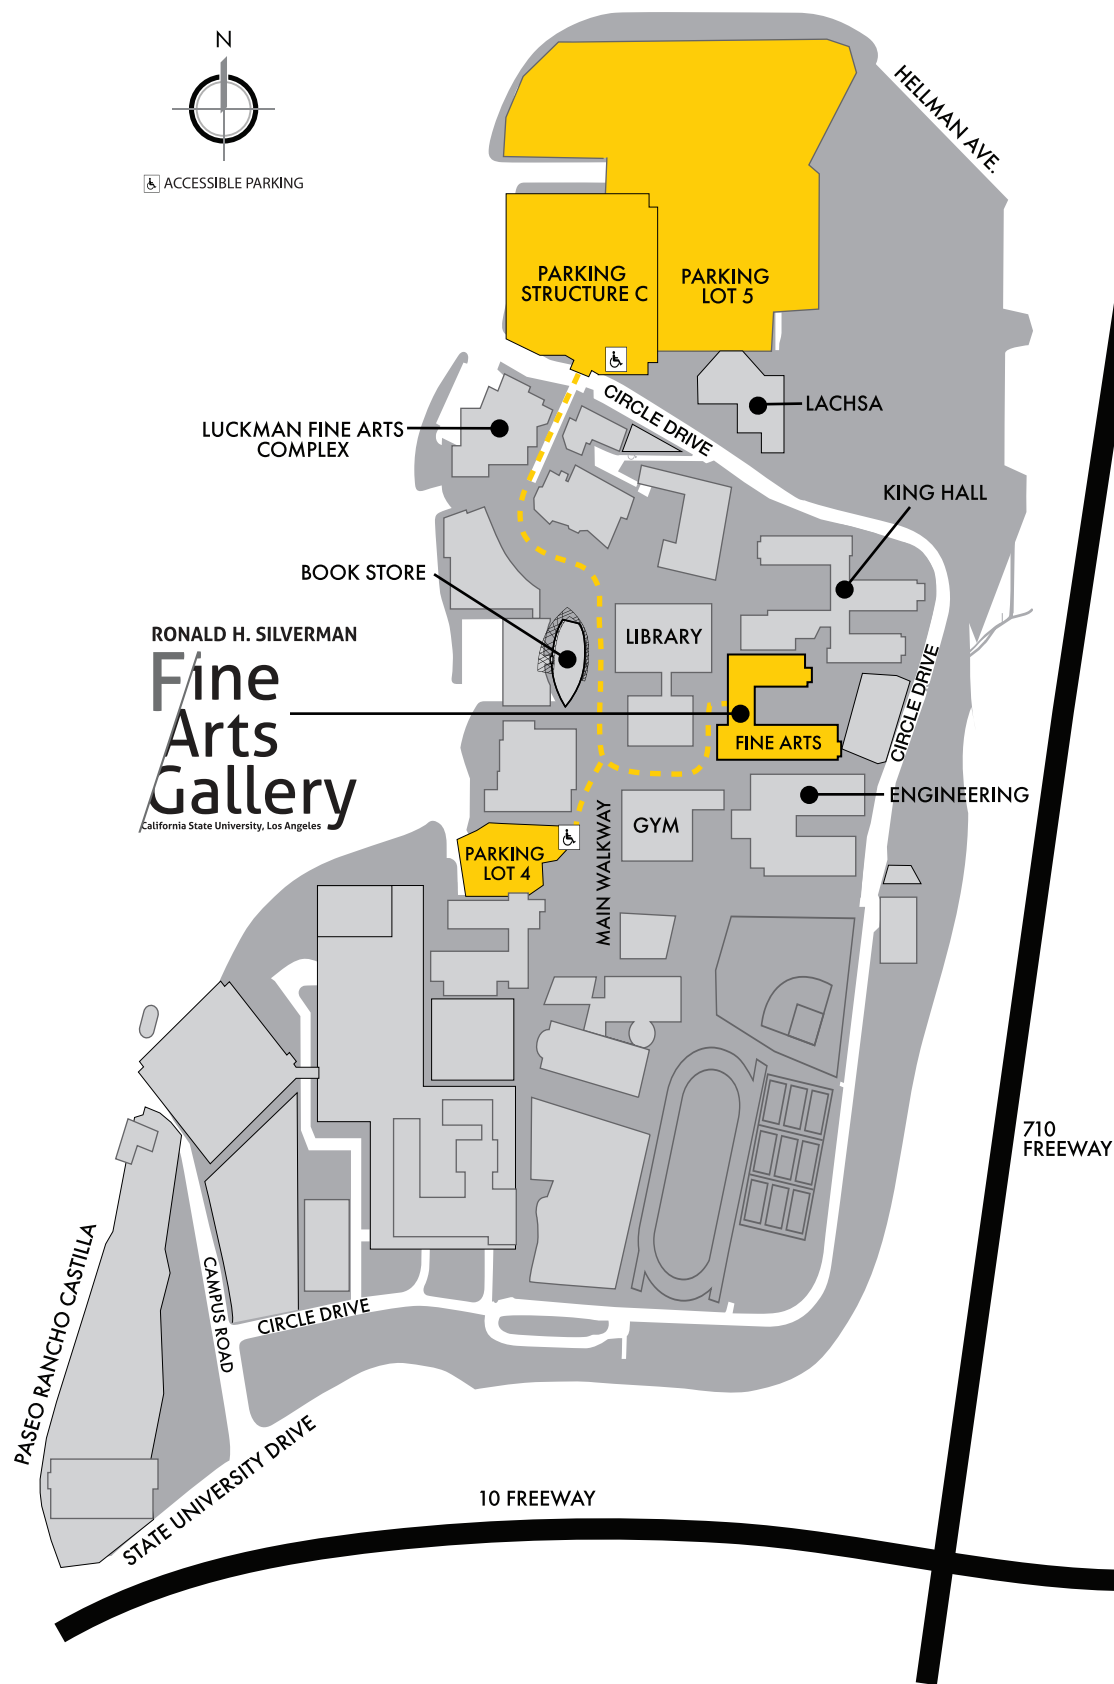 N
ACCESSIBLE PARKING
HELLMAN AVE.
PARKING
STRUCTURE C
PARKING
LOT 5
CIRCLE DRIVE
LACHSA
LUCKMAN FINE ARTS
COMPLEX
KING HALL
BOOK STORE
LIBRARY
RONALD H. SILVERMAN
Fine
Arts
Gallery
California State University, Los Angeles
FINE ARTS
CIRCLE DRIVE
ENGINEERING
GYM
MAIN WALKWAY
PARKING
LOT 4
710
FREEWAY
PASEO RANCHO CASTILLA
CAMPUS ROAD
CIRCLE DRIVE
STATE UNIVERSITY DRIVE
10 FREEWAY